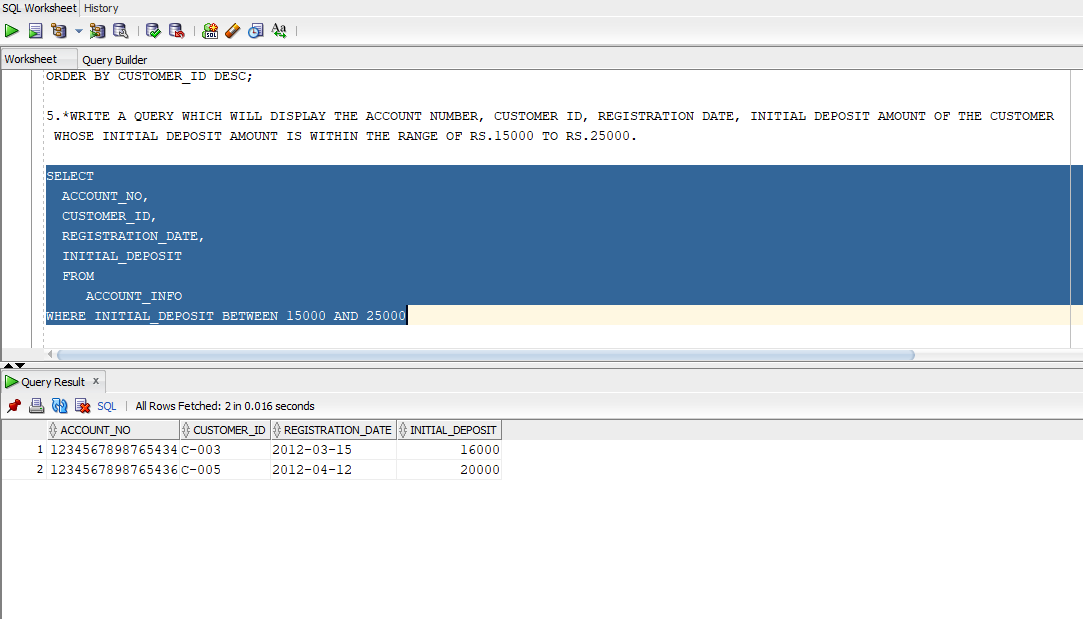 SQL Worksheet History
SQL
Aa
Worksheet Query Builder
ORDER BY CUSTOMER_ID DESC;
5.*WRITE A QUERY WHICH WILL DISPLAY THE ACCOUNT NUMBER, CUSTOMER ID, REGISTRATION DATE, INITIAL DEPOSIT AMOUNT OF THE CUSTOMER
WHOSE INITIAL DEPOSIT AMOUNT IS WITHIN THE RANGE OF RS.15000 TO RS.25000.
SELECT
ACCOUNT_NO,
CUSTOMER_ID,
REGISTRATION_DATE,
INITIAL_DEPOSIT
FROM
ACCOUNT_INFO
WHERE INITIAL_DEPOSIT BETWEEN 15000 AND 25000
Query Result x
SQL | All Rows Fetched: 2 in 0.016 seconds
ACCOUNT_NO CUSTOMER_ID REGISTRATION_DATE INITIAL_DEPOSIT
1 1234567898765434 C-003 2012-03-15 16000
2 1234567898765436 C-005 2012-04-12 20000